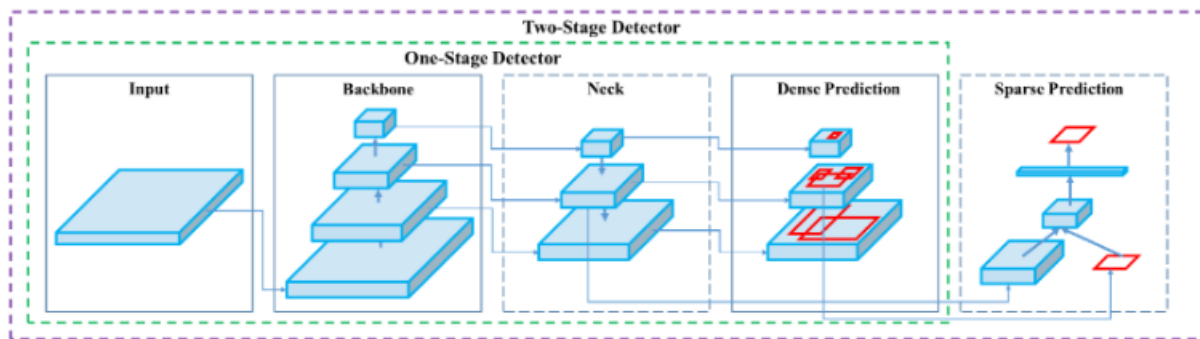 Two-Stage Detector
One-Stage Detector
Input
Backbone
Neck
Dense Prediction
Sparse Prediction